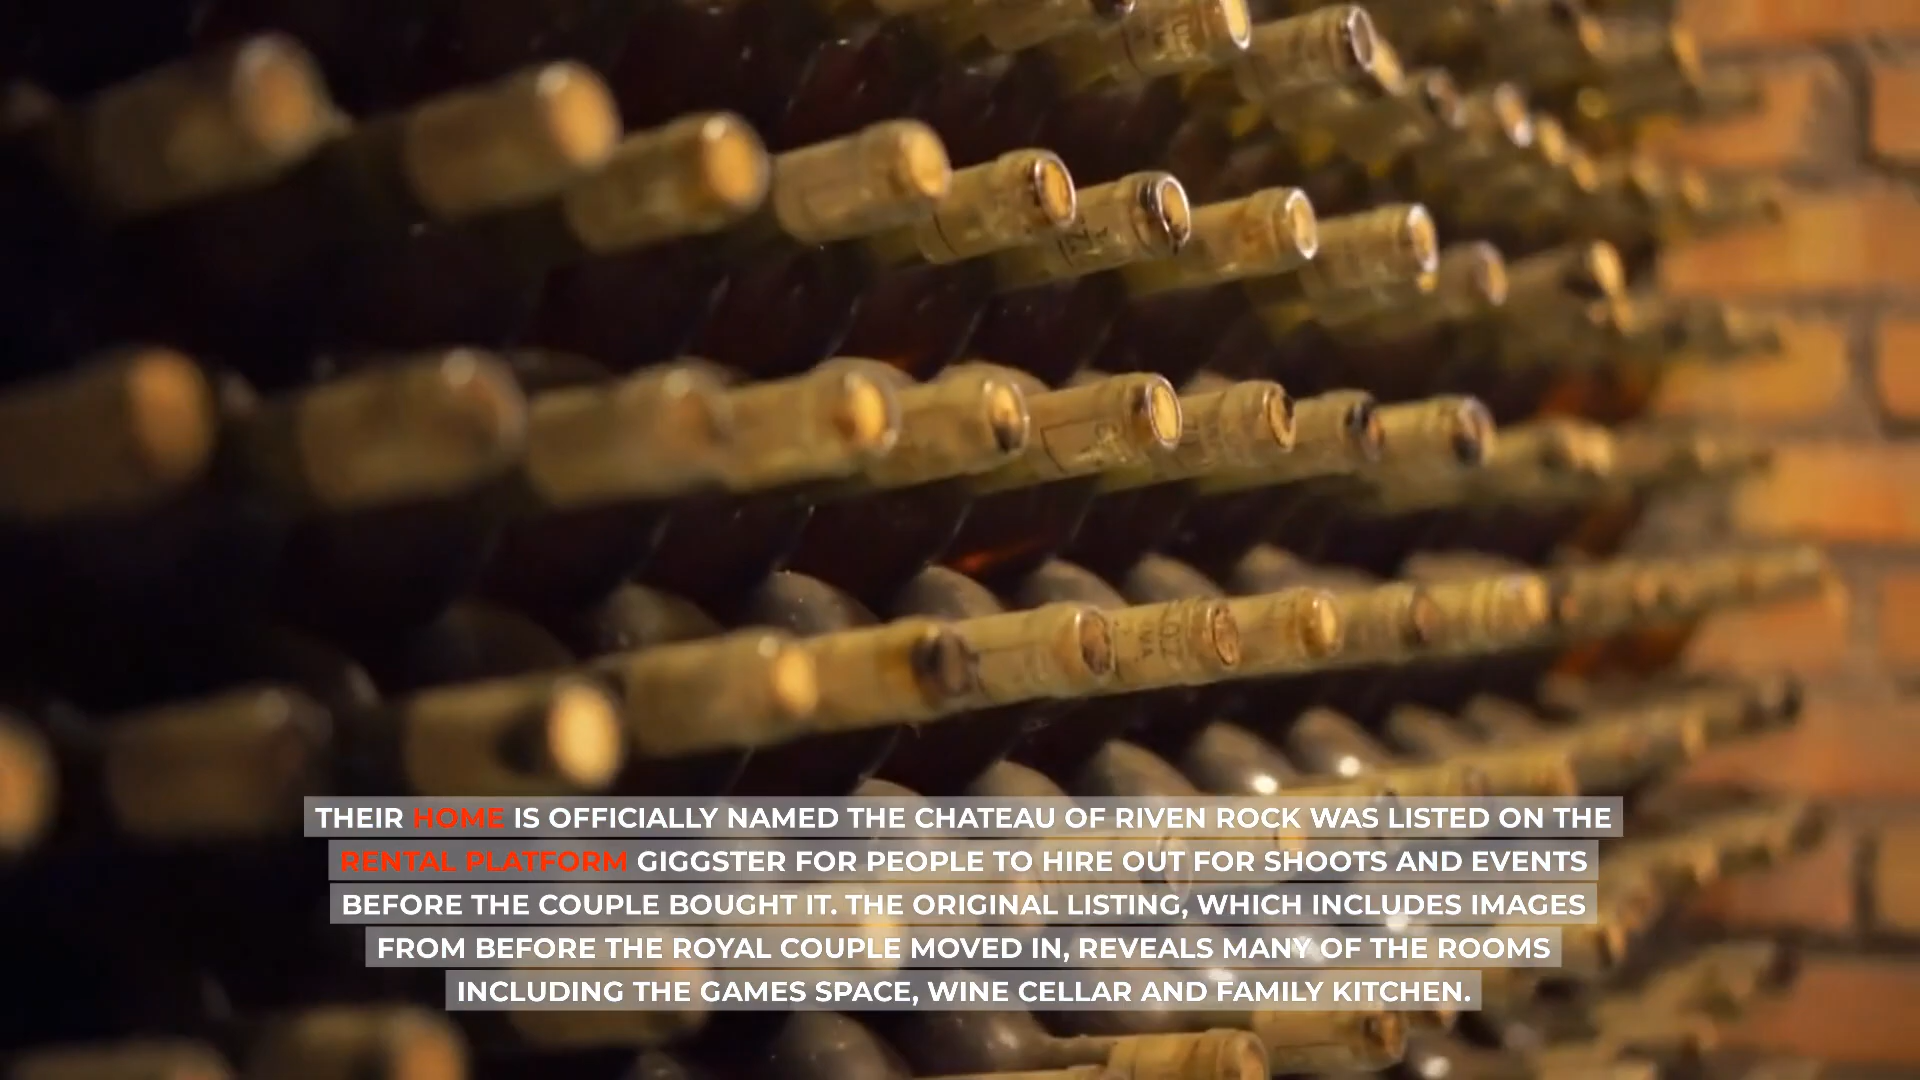 THEIR HOME IS OFFICIALLY NAMED THE CHATEAU OF RIVEN ROCK WAS LISTED ON THE
RENTAL PLATFORM GIGGSTER FOR PEOPLE TO HIRE OUT FOR SHOOTS AND EVENTS
BEFORE THE COUPLE BOUGHT IT. THE ORIGINAL LISTING, WHICH INCLUDES IMAGES
FROM BEFORE THE ROYAL COUPLE MOVED IN, REVEALS MANY OF THE ROOMS
INCLUDING THE GAMES SPACE, WINE CELLAR AND FAMILY KITCHEN.